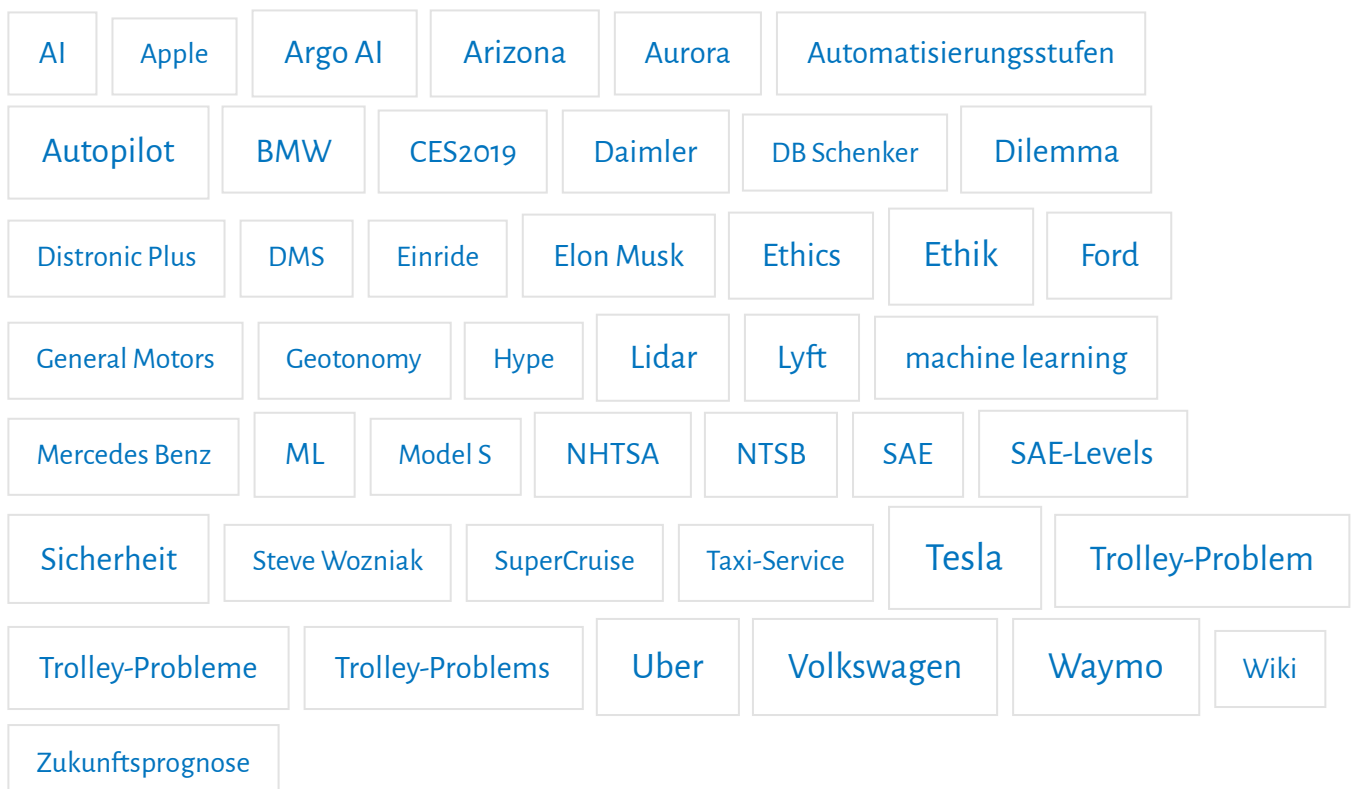 AI Apple Argo AI Arizona Aurora Automatisierungsstufen
Autopilot BMW CES2019 Daimler DB Schenker Dilemma
Distronic Plus DMS Einride Elon Musk Ethics Ethik Ford
General Motors Geotonomy Hype Lidar Lyft machine learning
Mercedes Benz ML Model S NHTSA NTSB SAE SAE-Levels
Sicherheit Steve Wozniak SuperCruise Taxi-Service Tesla Trolley-Problem
Trolley-Probleme Trolley-Problems Uber Volkswagen Waymo Wiki
Zukunftsprognose